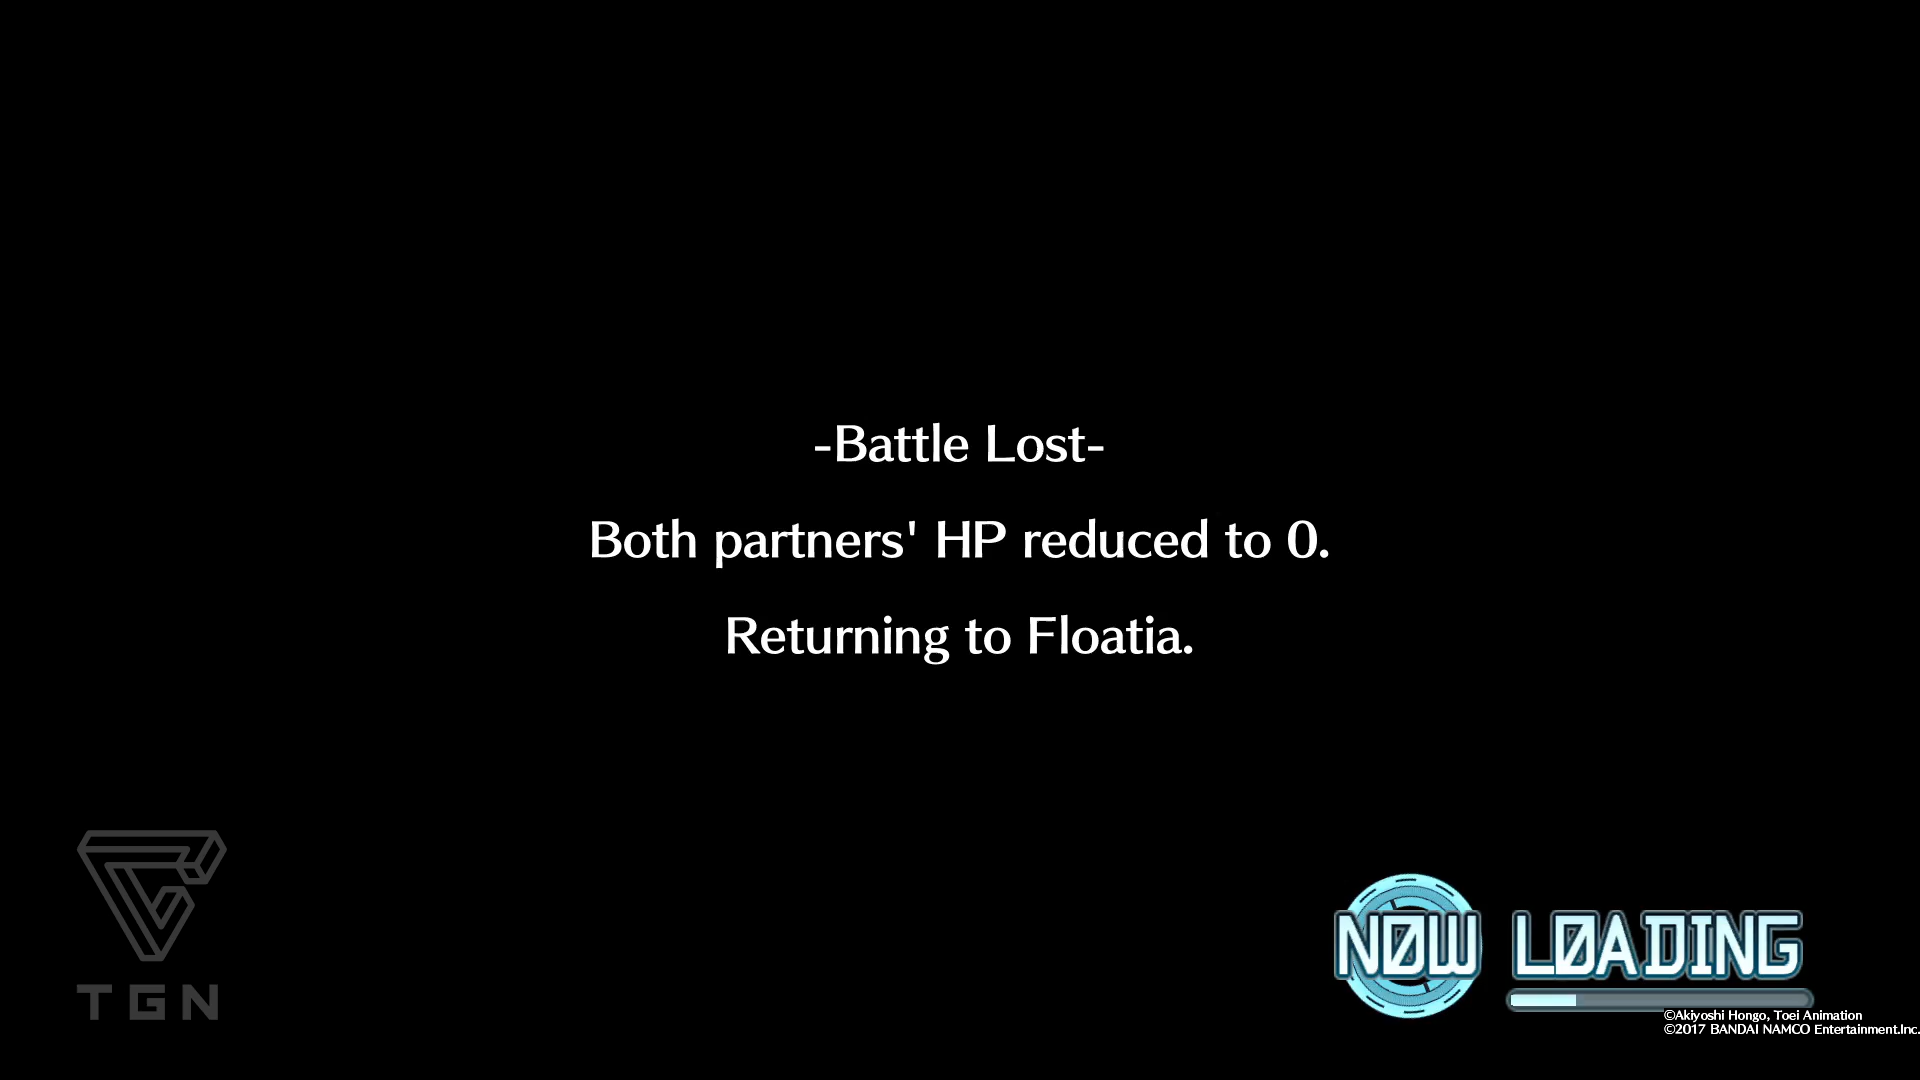 -Battle Lost-
Both partners' HP reduced to 0.
Returning to Floatia.
TGN
NØW LØADING
©Akiyoshi Hongo, Toei Animation
©2017 BANDAI NAMCO Entertainment.Inc.